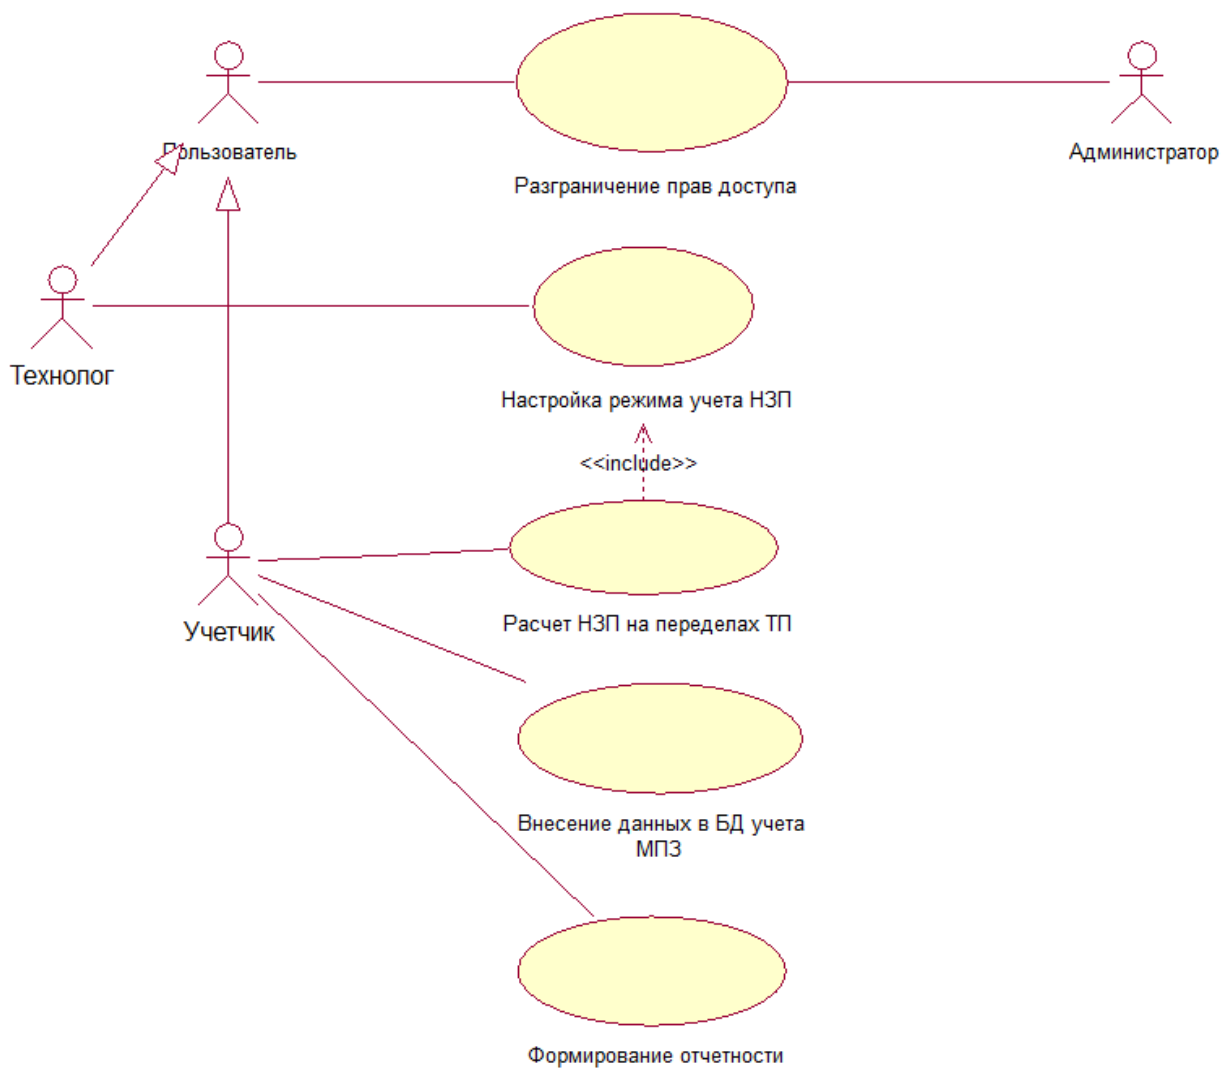 Пользователь
Администратор
Разграничение прав доступа
Технолог
Настройка режима учета НЗП
<<include>>
Расчет НЗП на переделах ТП
Учетчик
Внесение данных в БД учета
МПЗ
Формирование отчетности